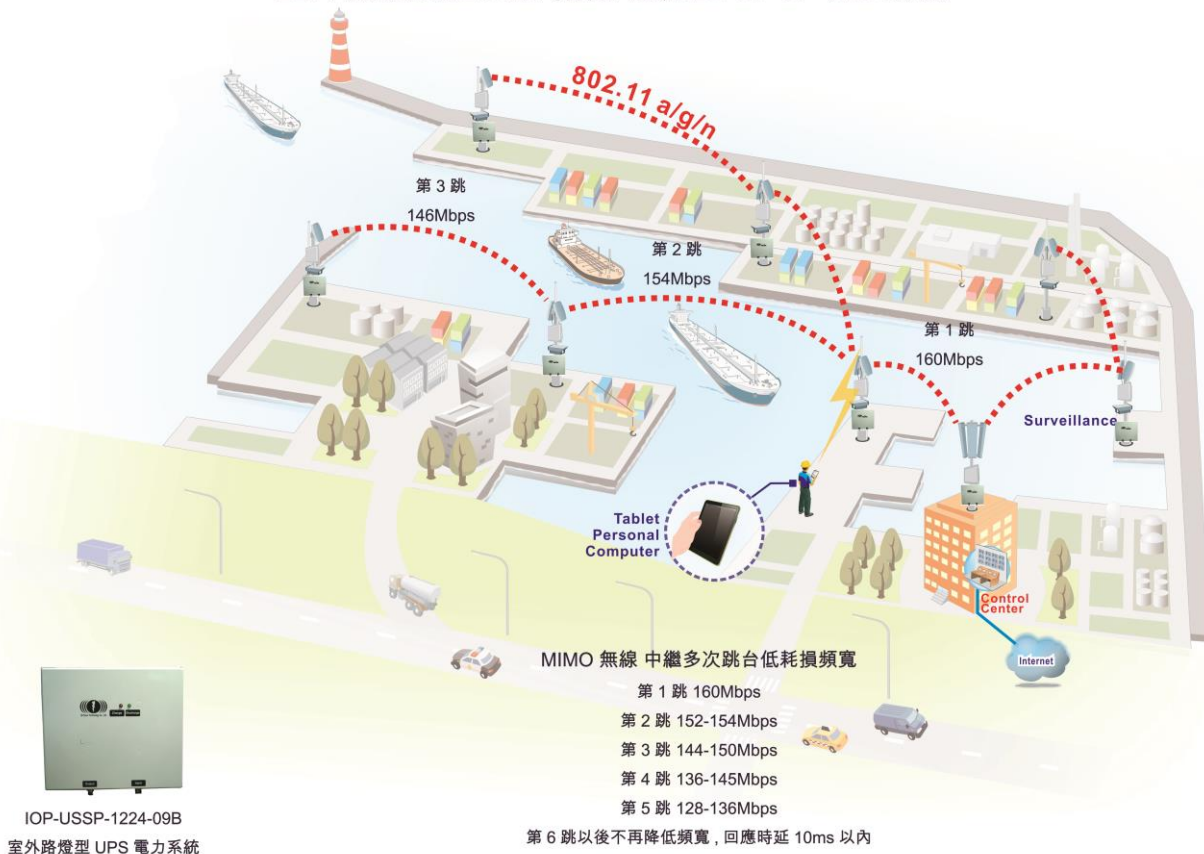 802.11 a/g/n
第 3 跳
146Mbps
第 2 跳
154Mbps
第 1 跳
160Mbps
Surveillance
Tablet
Personal
Computer
Control
Center
Internet
MIMO 無線 中繼多次跳台低耗損頻寬
第 1 跳 160Mbps
第 2 跳 152-154Mbps
第 3 跳 144-150Mbps
第 4 跳 136-145Mbps
第 5 跳 128-136Mbps
第 6 跳以後不再降低頻寬 , 回應時延 10ms 以內
IOP-USSP-1224-09B
室外路燈型 UPS 電力系統